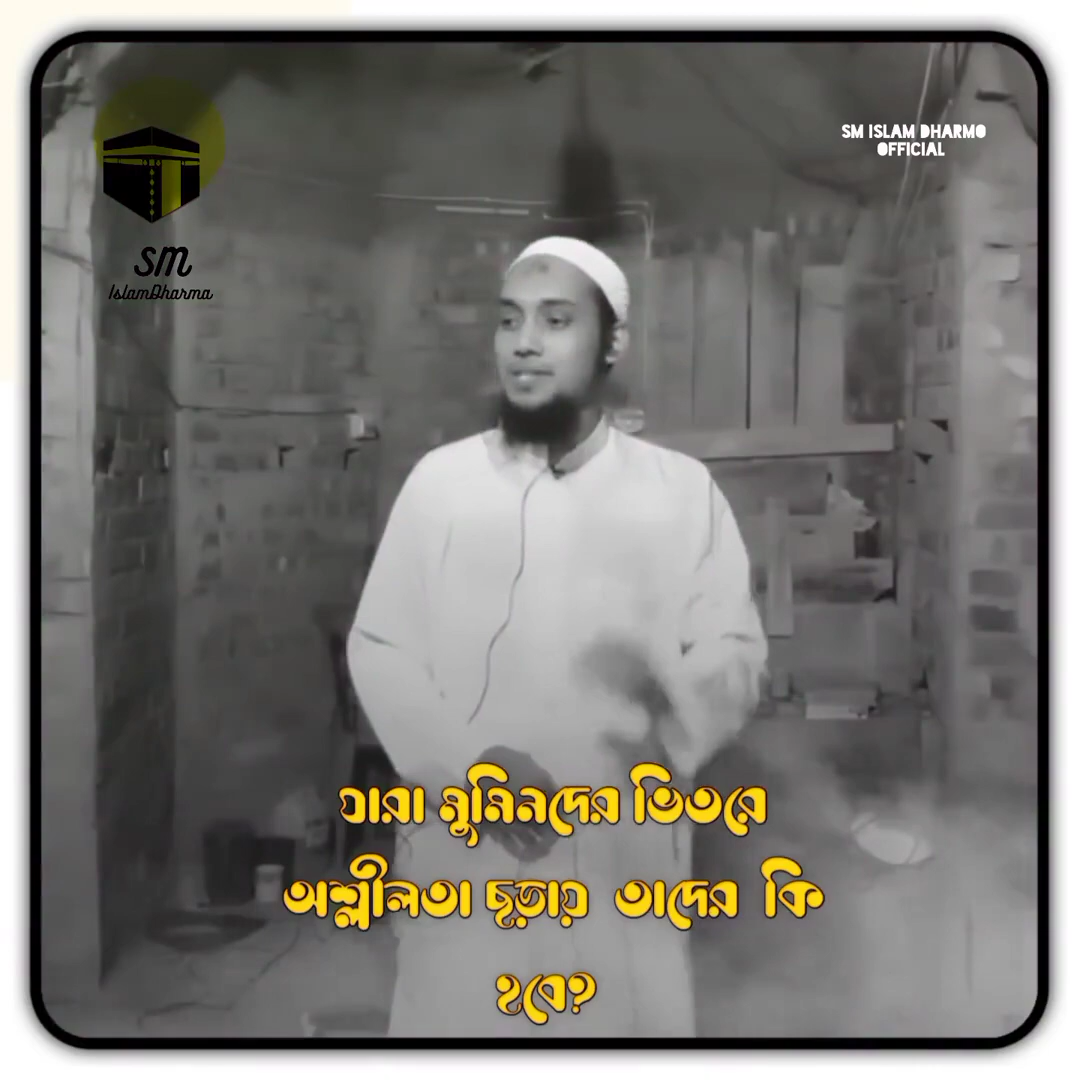 SM ISLAM DHARMO
OFFICIAL
SM
IslamDharma
যারা মুমিনদের ভিতরে
অশ্লীলতা ছড়ায় তাদের কি
হবে?